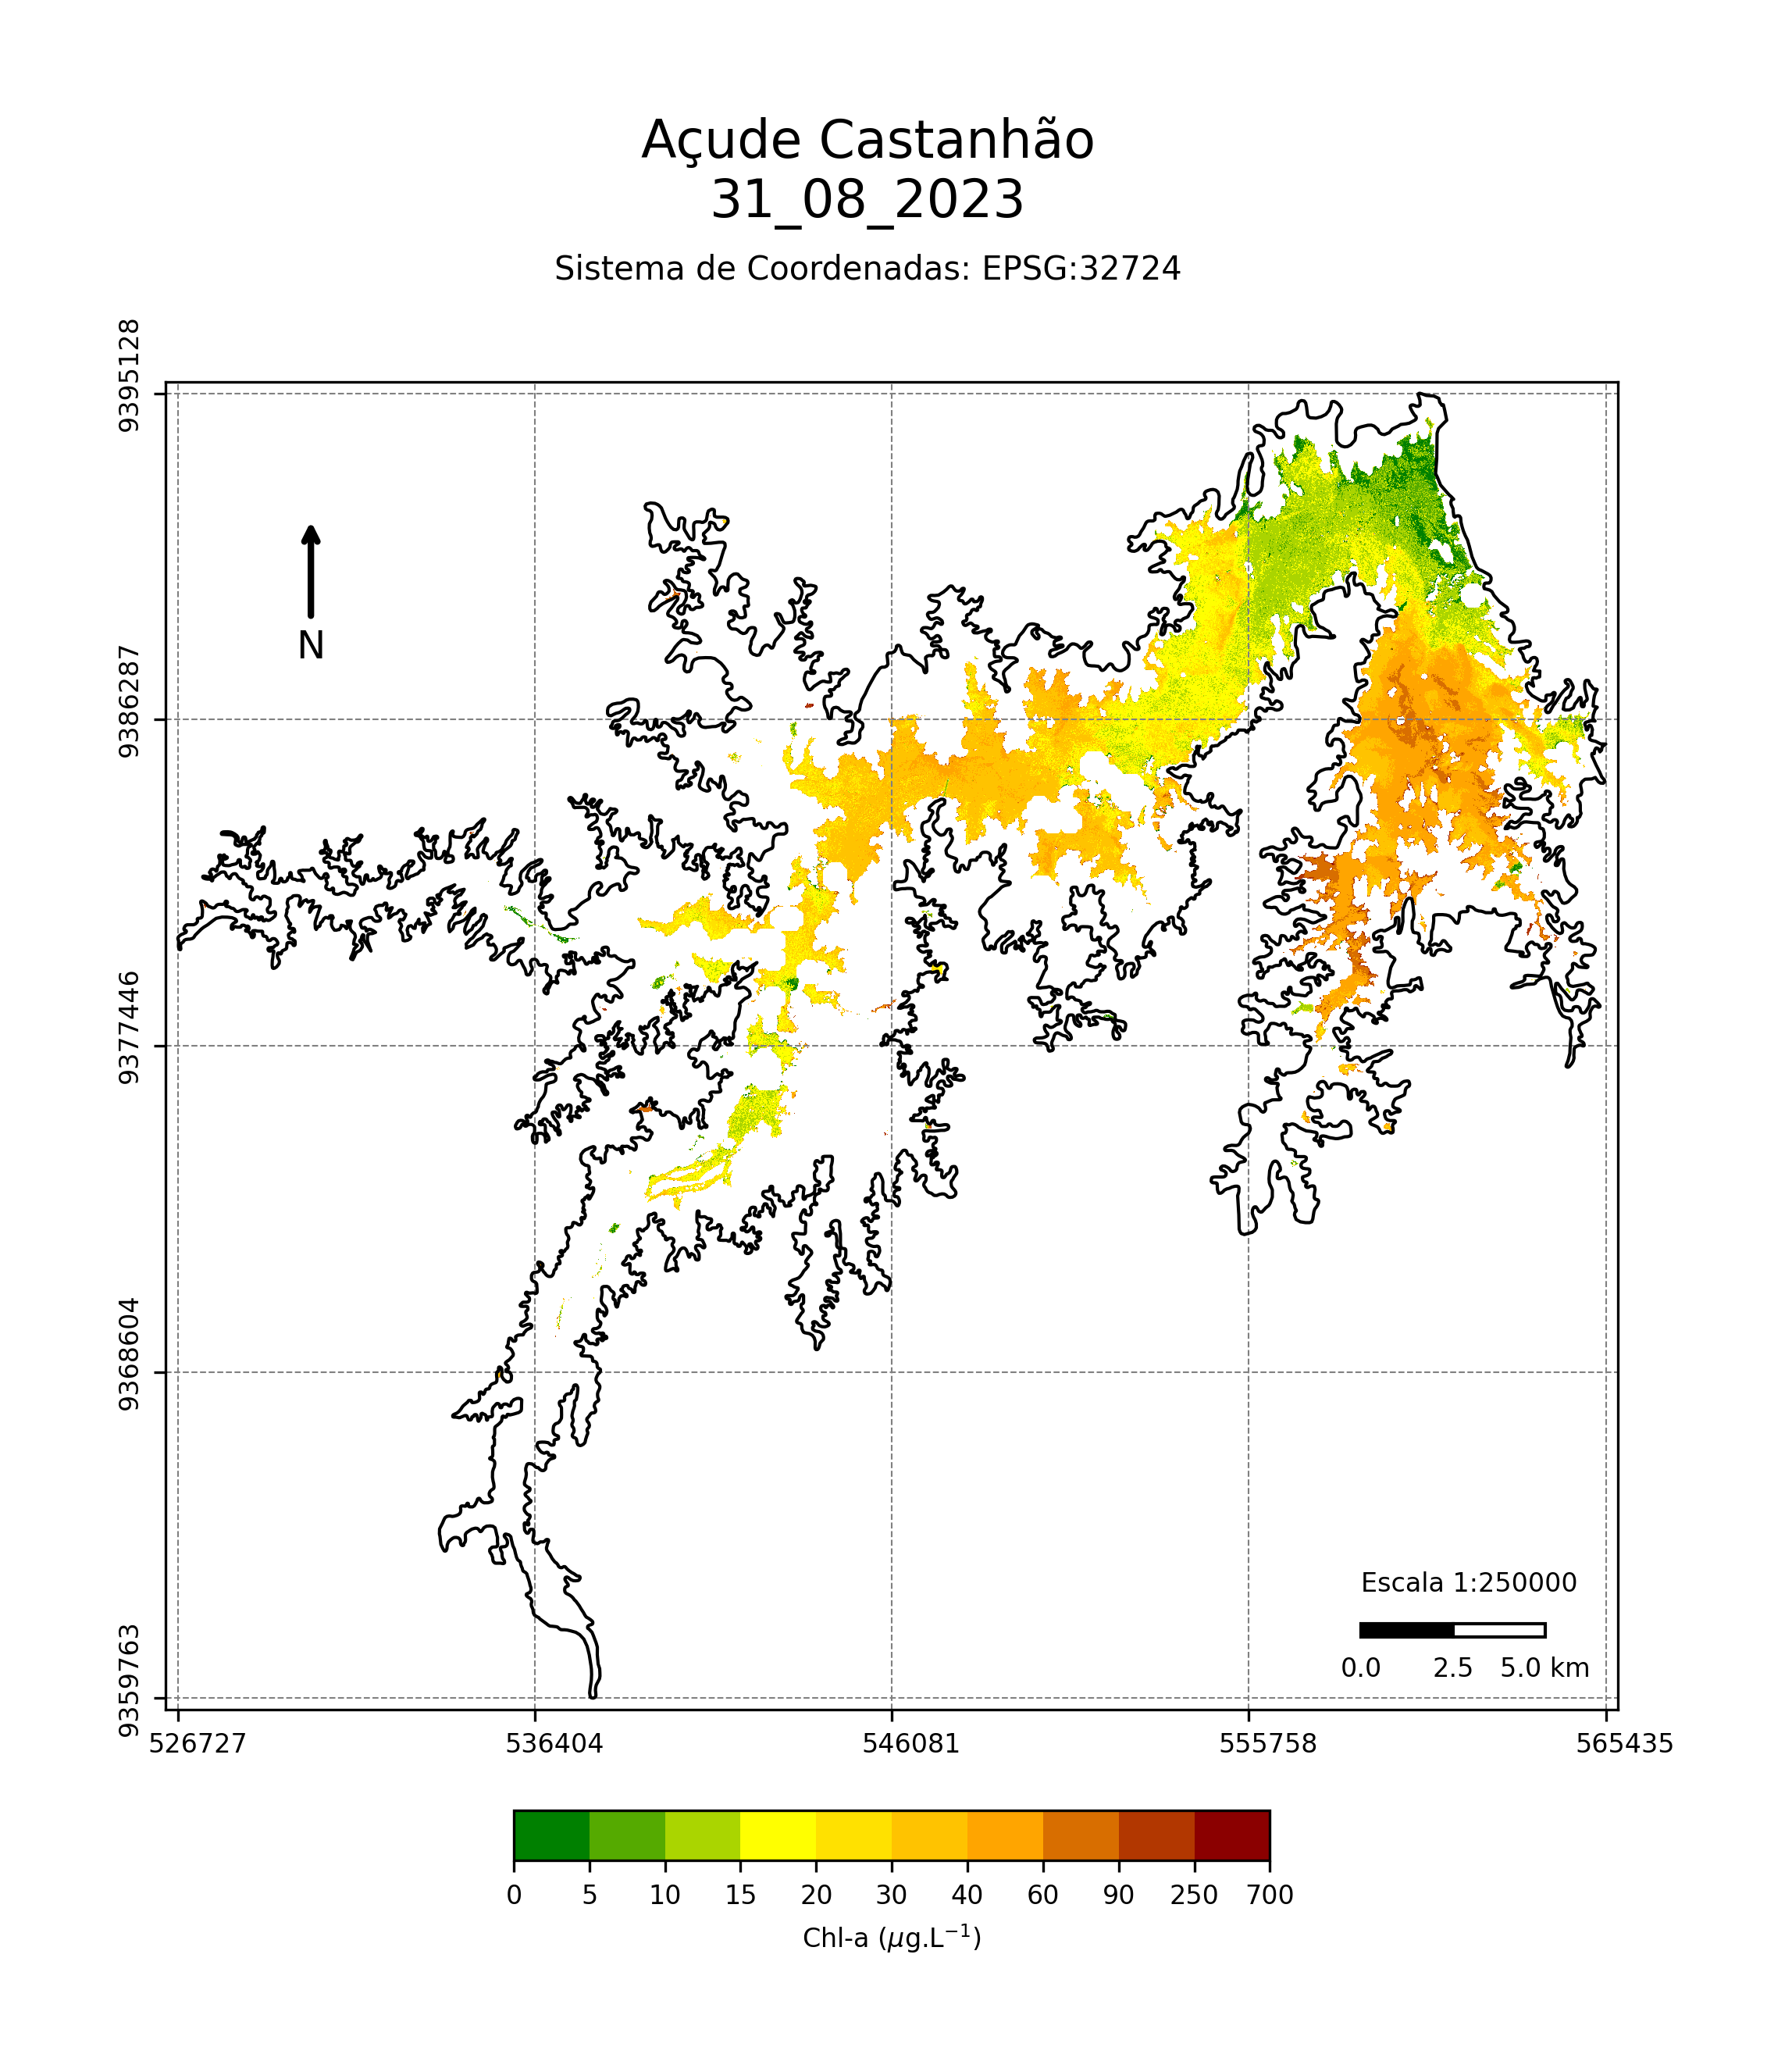 Açude Castanhão
31_08_2023
Sistema de Coordenadas: EPSG:32724
9395128
9386287
9377446
9368604
9359763
N
Escala 1:250000
0.0 2.5 5.0 km
526727 536404 546081 555758 565435
0 5 10 15 20 30 40 60 90 250 700
Chl-a (μg.L⁻¹)